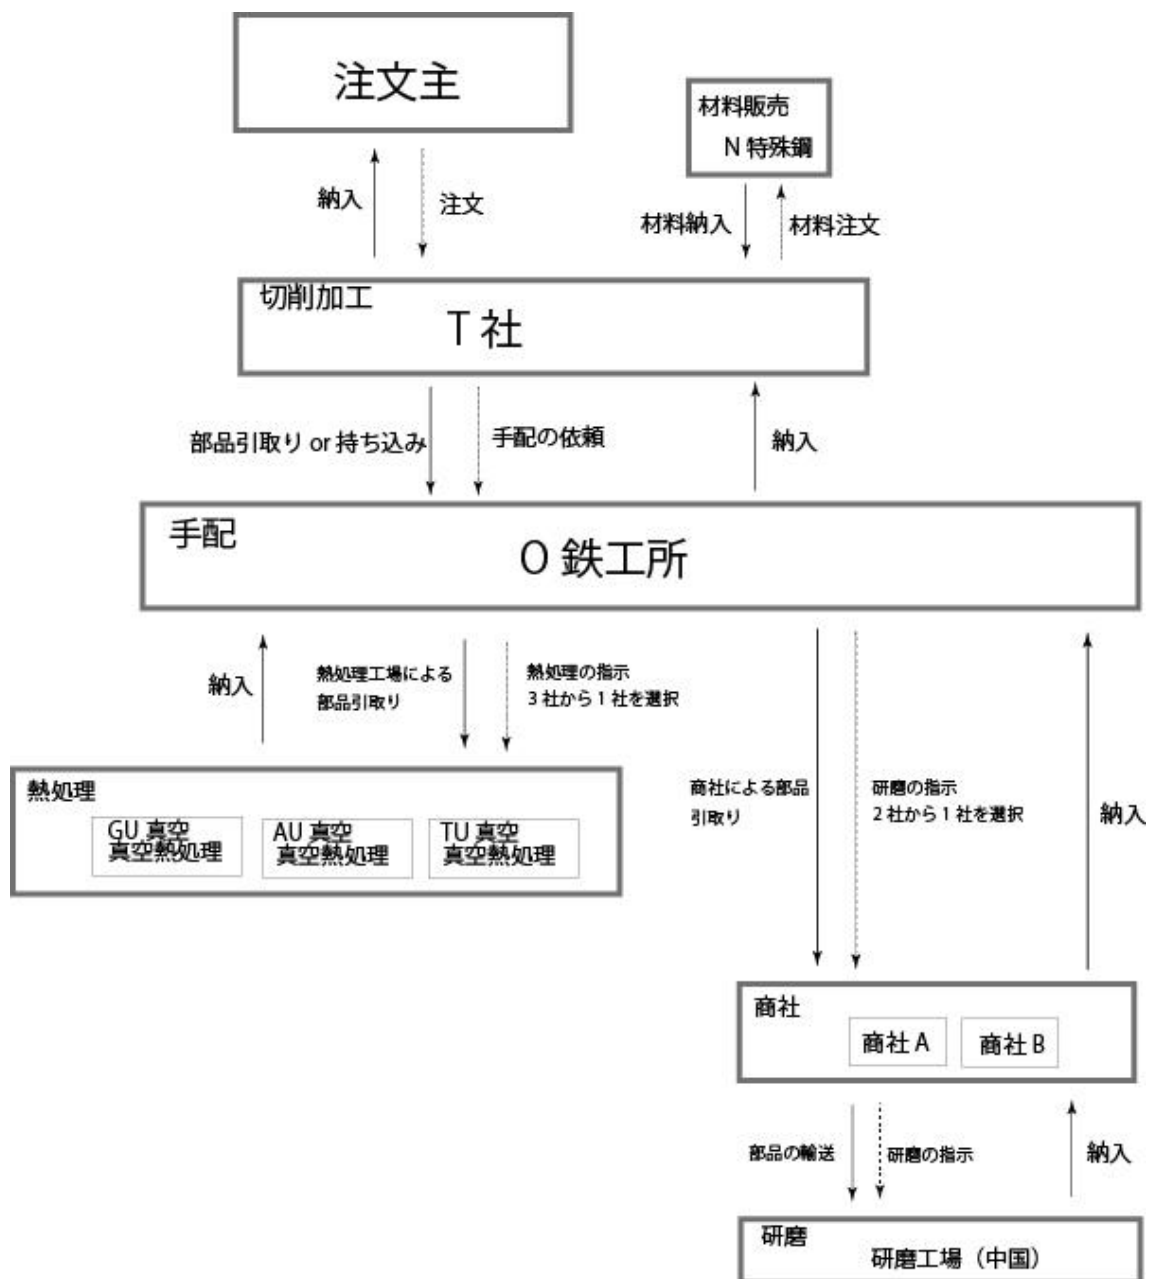 注文主
材料販売
N 特殊鋼
納入
注文
材料納入
材料注文
切削加工
T 社
部品引取り or 持ち込み
手配の依頼
納入
手配
O 鉄工所
納入
熱処理工場による
部品引取り
熱処理の指示
3 社から 1 社を選択
熱処理
GU 真空
真空熱処理
AU 真空
真空熱処理
TU 真空
真空熱処理
商社による部品
引取り
研磨の指示
2 社から 1 社を選択
納入
商社
商社 A
商社 B
部品の輸送
研磨の指示
納入
研磨
研磨工場（中国）